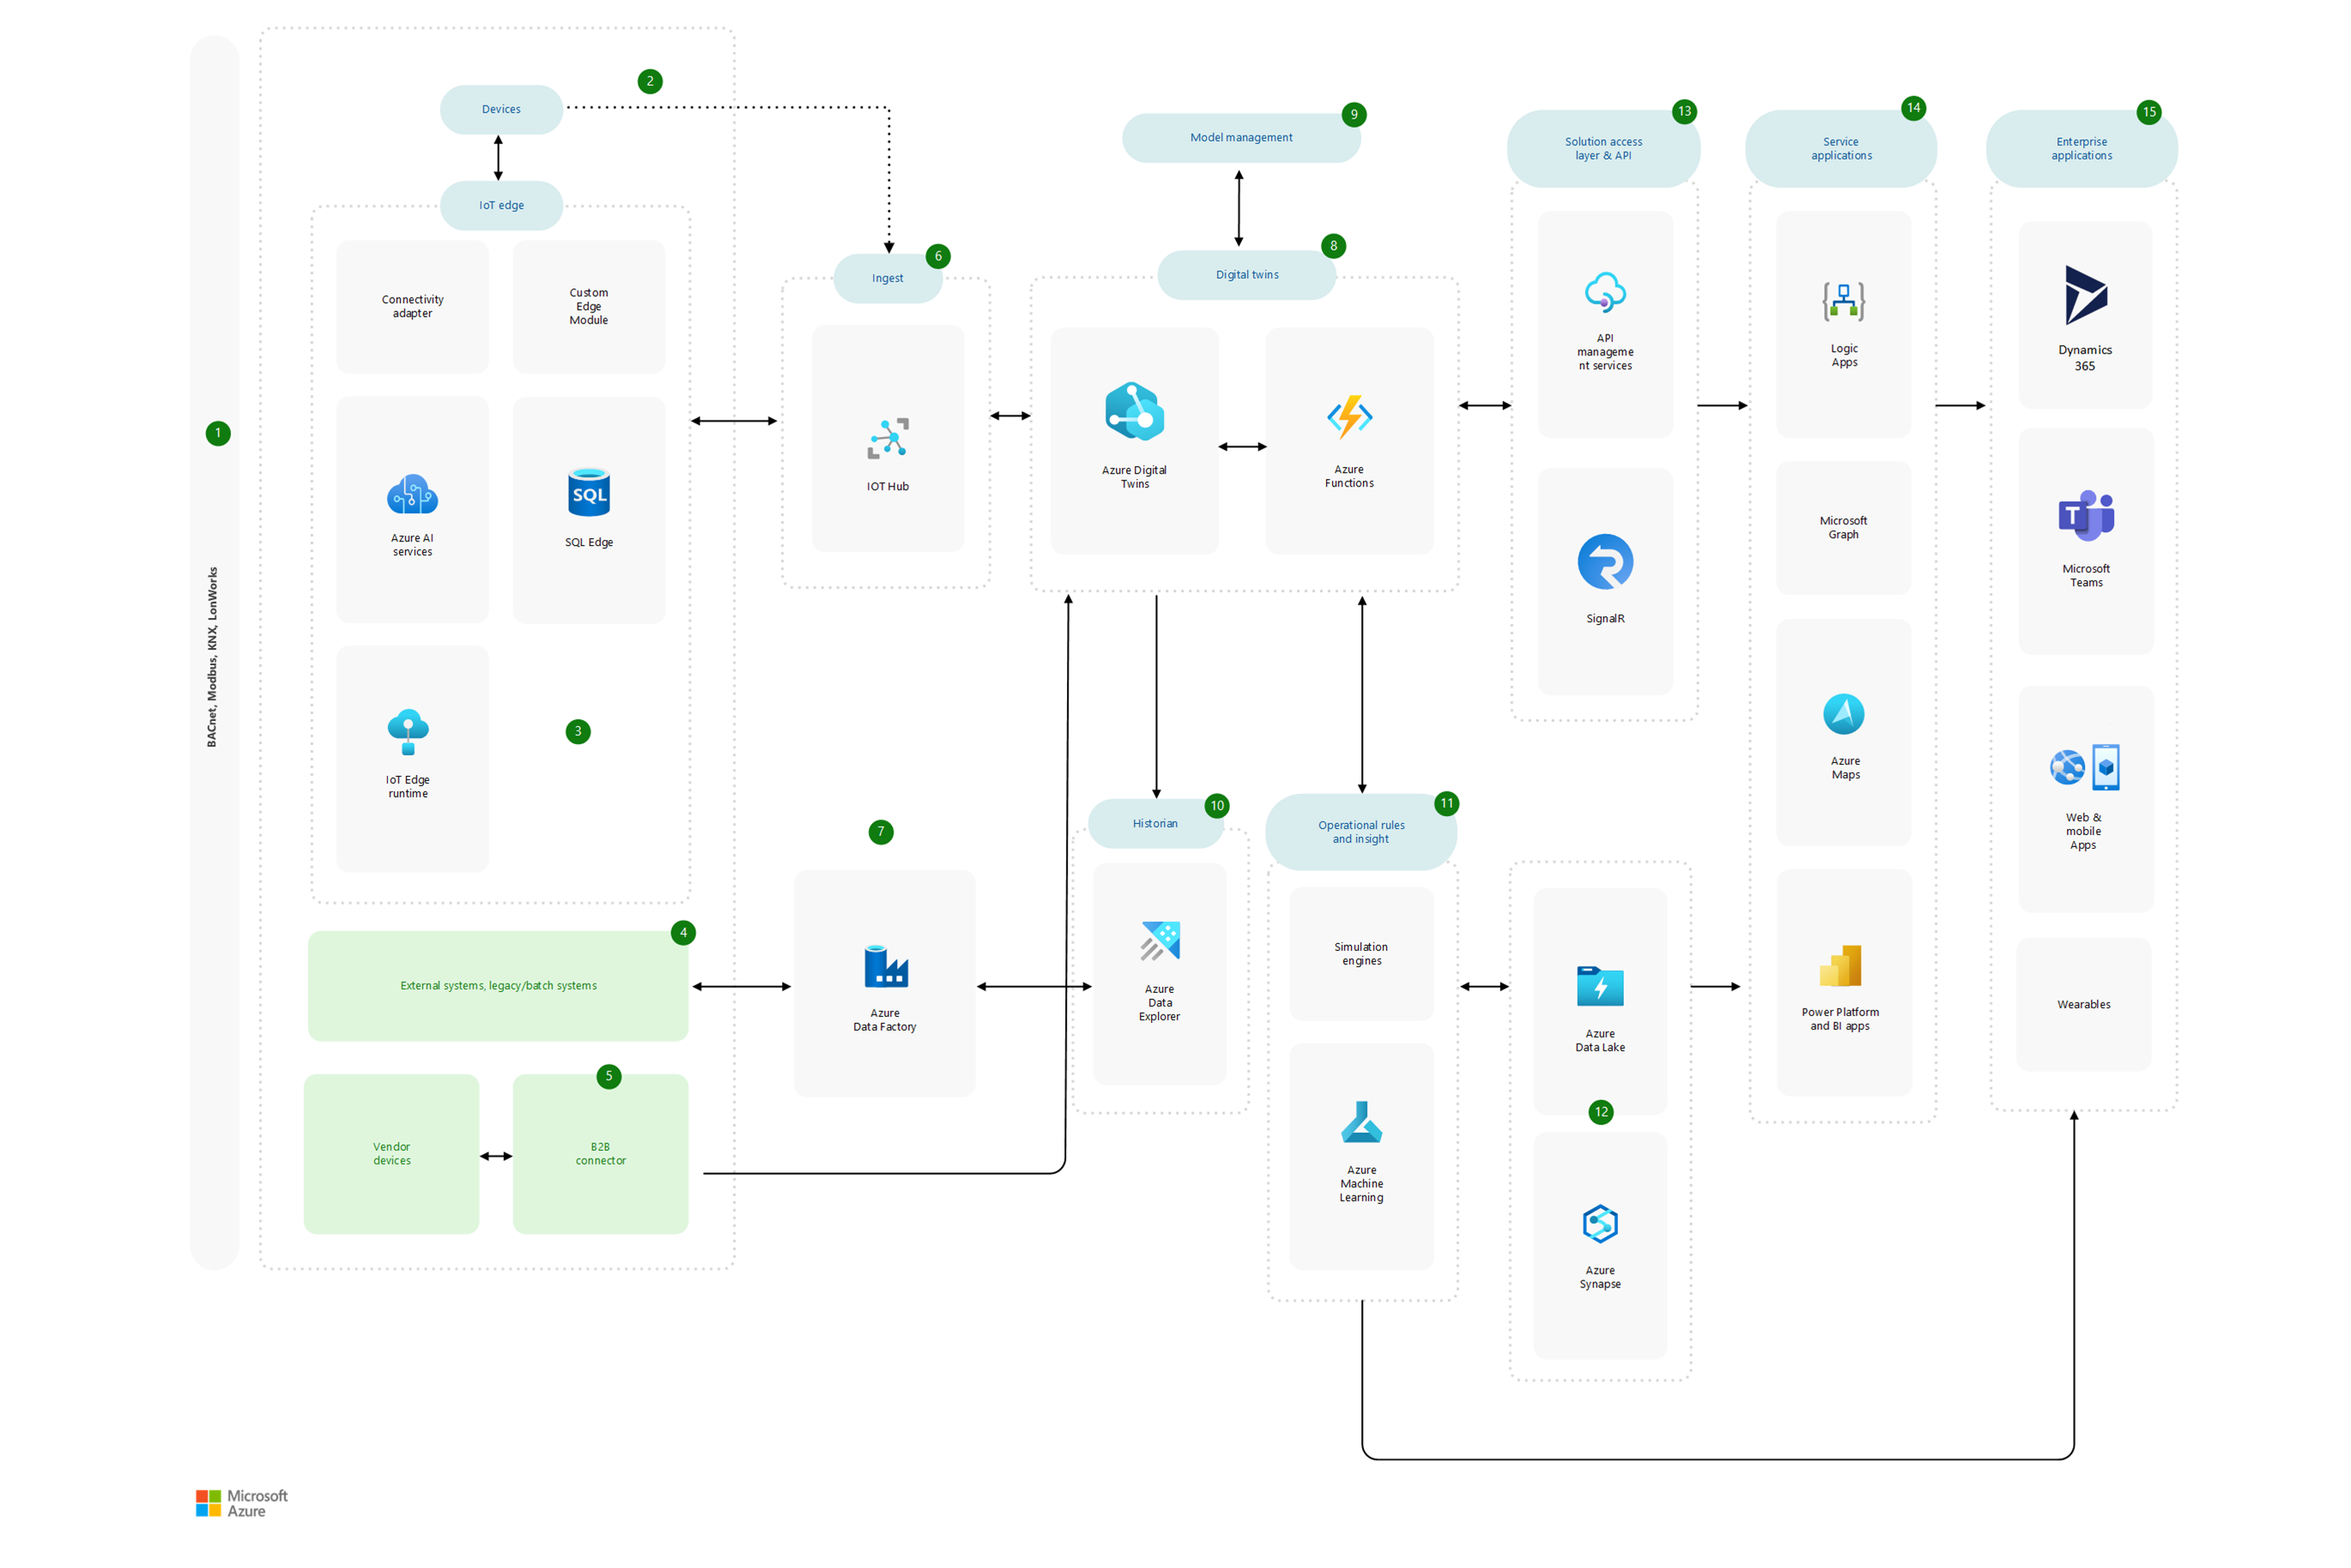 1
BACnet, Modbus, KNX, LonWorks
2
Devices
IoT edge
Connectivity
adapter
Custom
Edge
Module
Azure AI
services
SQL
SQL Edge
IoT Edge
runtime
3
4
External systems, legacy/batch systems
Vendor
devices
5
B2B
connector
6
Ingest
IOT Hub
7
Azure
Data Factory
9
Model management
8
Digital twins
Azure Digital
Twins
Azure
Functions
10
Historian
Azure
Data
Explorer
11
Operational rules
and insight
Simulation
engines
Azure
Machine
Learning
Azure
Data Lake
12
Azure
Synapse
13
Solution access
layer & API
API
manageme
nt services
SignalR
14
Service
applications
Logic
Apps
Microsoft
Graph
Azure
Maps
Power Platform
and BI apps
15
Enterprise
applications
Dynamics
365
T
Microsoft
Teams
Web &
mobile
Apps
Wearables
Microsoft
Azure